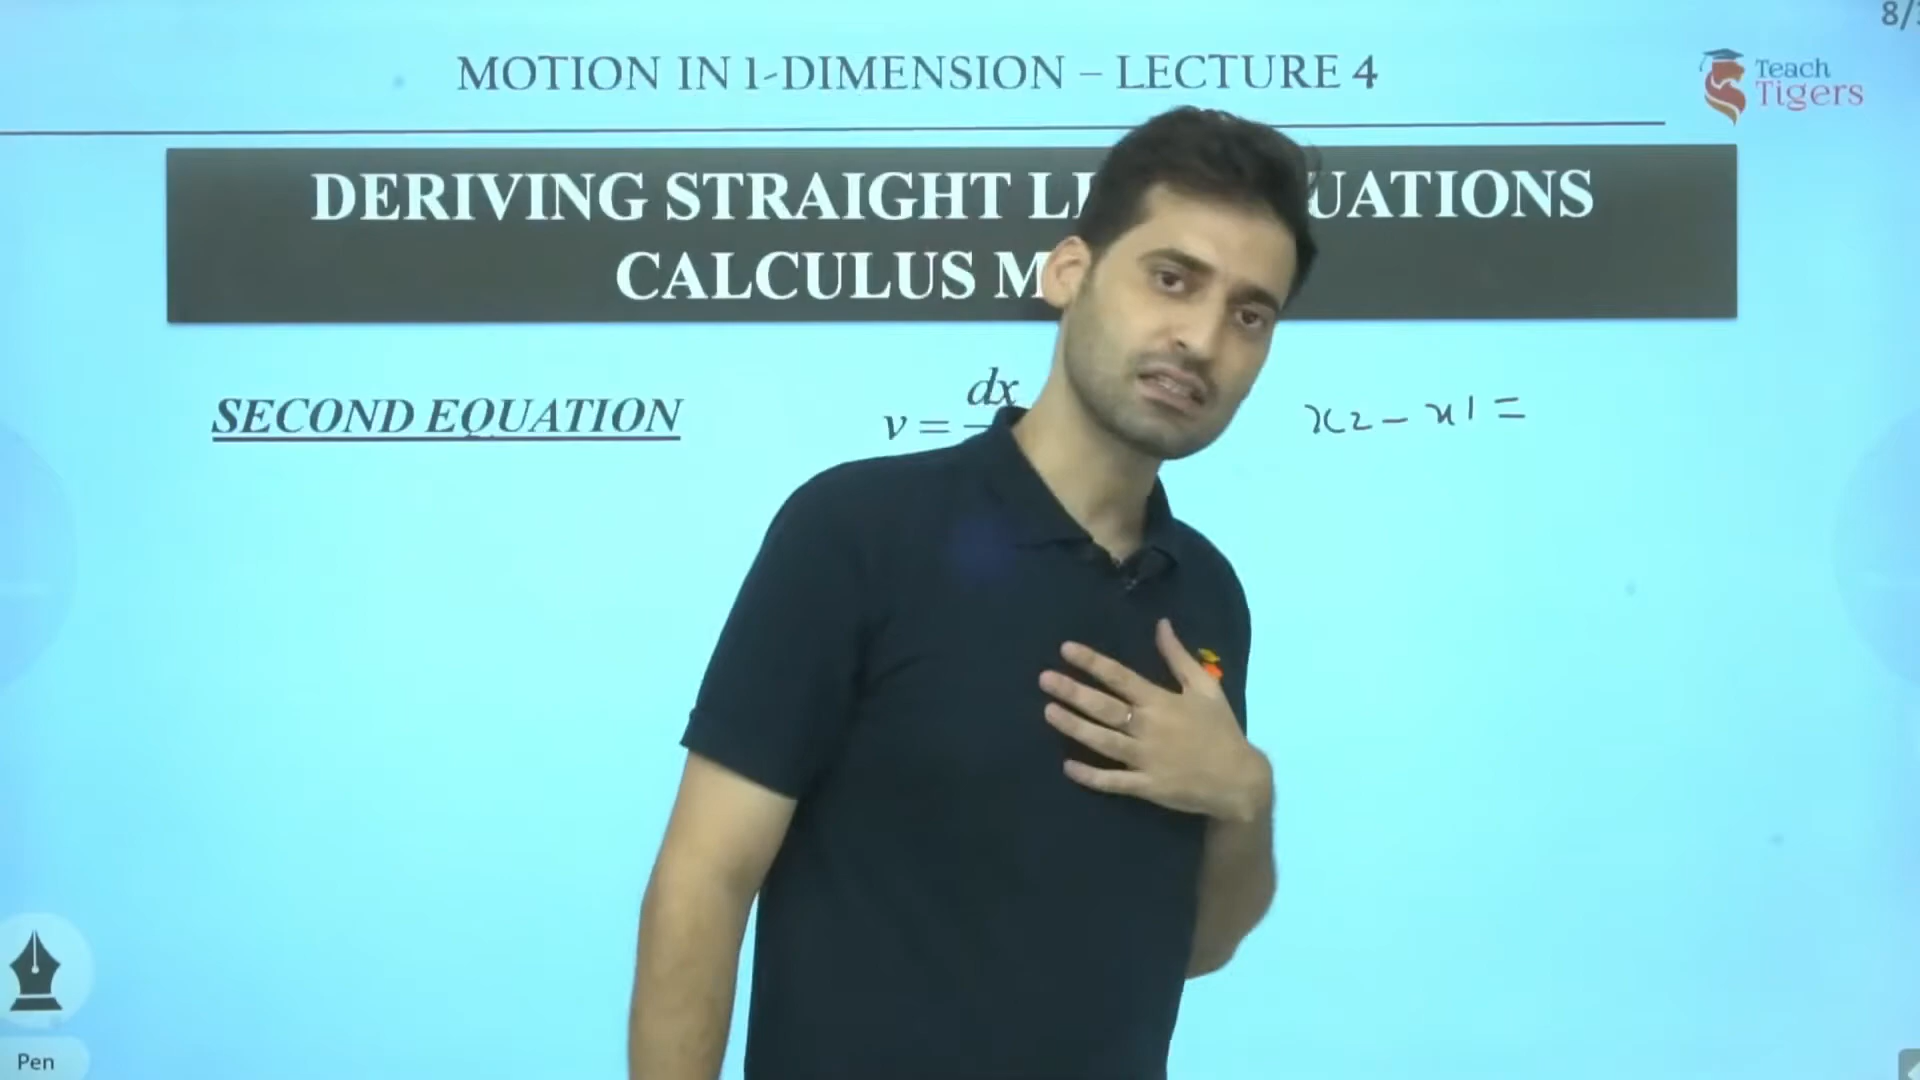 8/
MOTION IN 1-DIMENSION – LECTURE 4
Teach
Tigers
DERIVING STRAIGHT UATIONS
CALCULUS M
SECOND EQUATION
dx
v =
x2 - x1 =
Pen